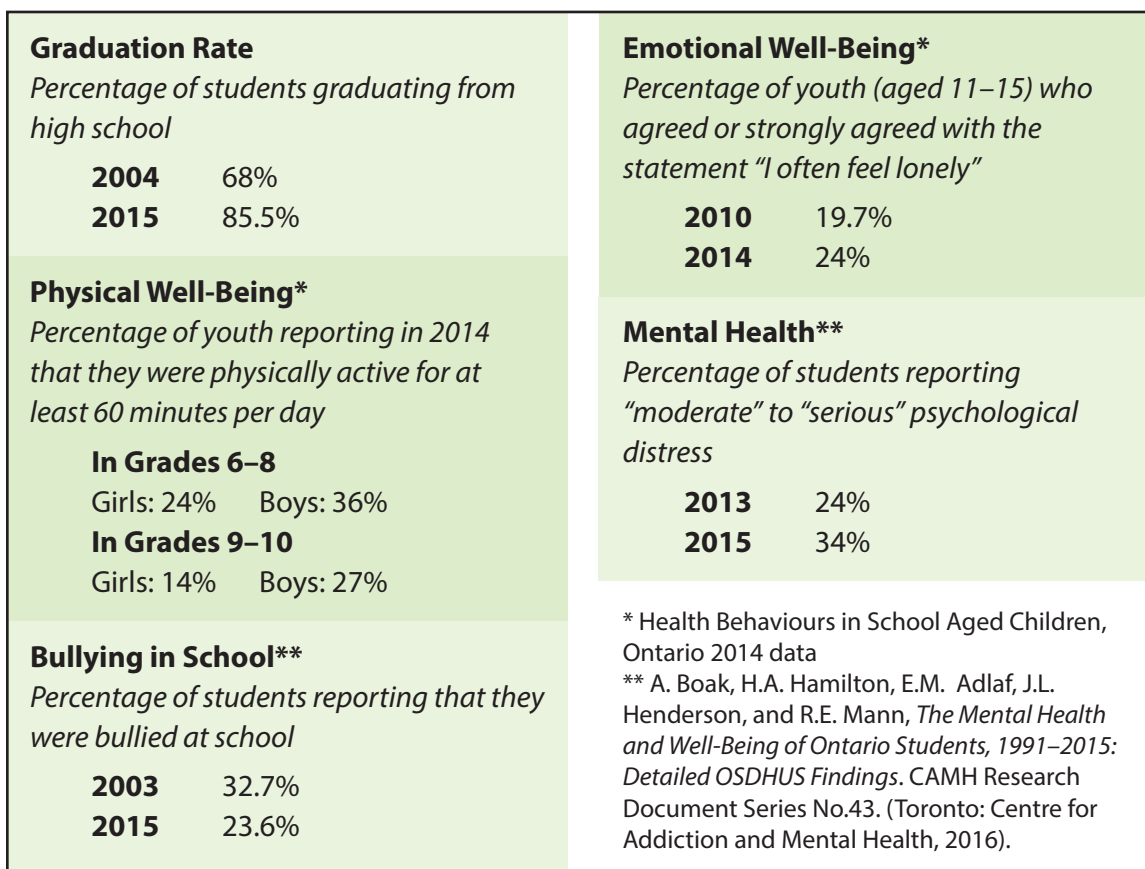 Graduation Rate
Percentage of students graduating from
high school
2004 68%
2015 85.5%
Physical Well-Being*
Percentage of youth reporting in 2014
that they were physically active for at
least 60 minutes per day
In Grades 6–8
Girls: 24% Boys: 36%
In Grades 9–10
Girls: 14% Boys: 27%
Bullying in School**
Percentage of students reporting that they
were bullied at school
2003 32.7%
2015 23.6%
Emotional Well-Being*
Percentage of youth (aged 11–15) who
agreed or strongly agreed with the
statement “I often feel lonely”
2010 19.7%
2014 24%
Mental Health**
Percentage of students reporting
“moderate” to “serious” psychological
distress
2013 24%
2015 34%
* Health Behaviours in School Aged Children,
Ontario 2014 data
** A. Boak, H.A. Hamilton, E.M. Adlaf, J.L.
Henderson, and R.E. Mann, The Mental Health
and Well-Being of Ontario Students, 1991–2015:
Detailed OSDHUS Findings. CAMH Research
Document Series No.43. (Toronto: Centre for
Addiction and Mental Health, 2016).